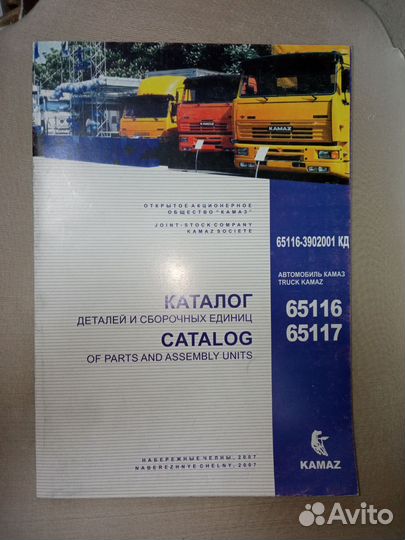 KAMAZ
ОТКРЫТОЕ АКЦИОНЕРНОЕ
ОБЩЕСТВО "КАМАЗ"
JOINT-STOCK COMPANY
KAMAZ SOCIETE
65116-3902001 КД
АВТОМОБИЛЬ КАМАЗ
TRUCK KAMAZ
65116
65117
КАТАЛОГ
ДЕТАЛЕЙ И СБОРОЧНЫХ ЕДИНИЦ
CATALOG
OF PARTS AND ASSEMBLY UNITS
НАБЕРЕЖНЫЕ ЧЕЛНЫ, 2007
NABEREZHNYE CHELNY, 2007
KAMAZ
Avito